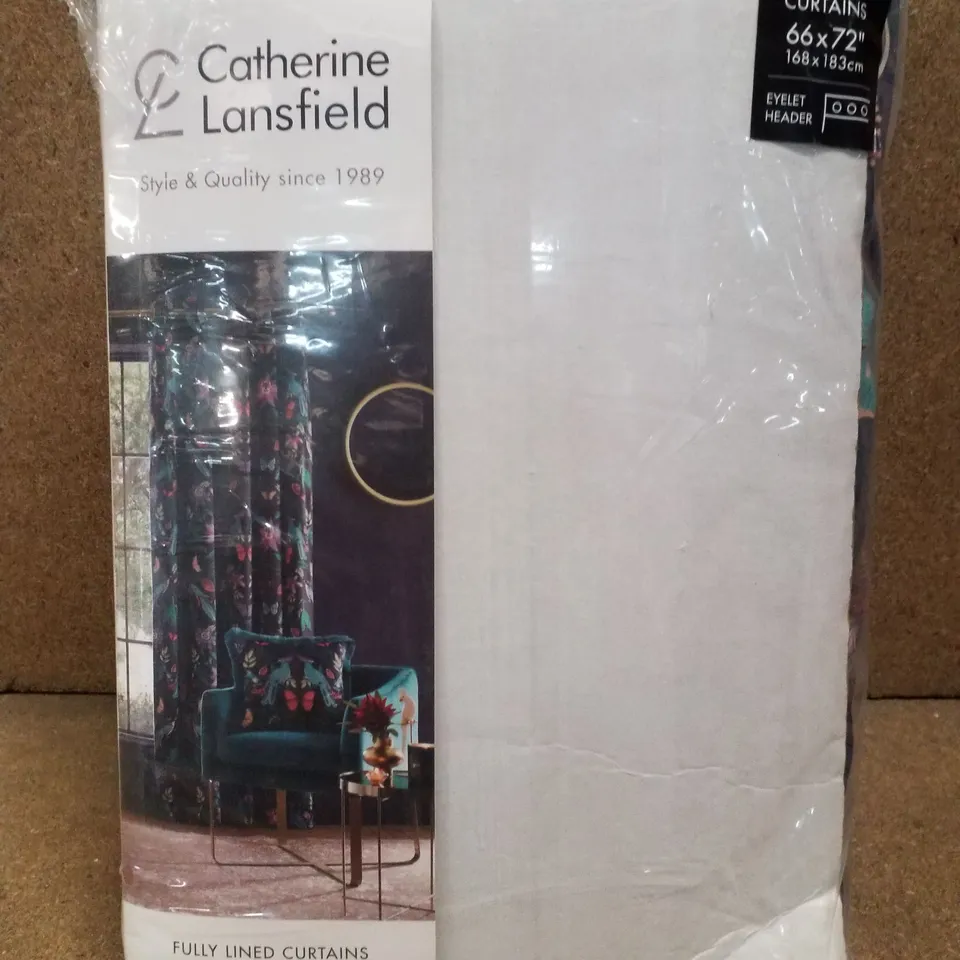 Catherine
Lansfield
Style & Quality since 1989
CURTAINS
66x72"
168x183cm
EYELET
HEADER
FULLY LINED CURTAINS